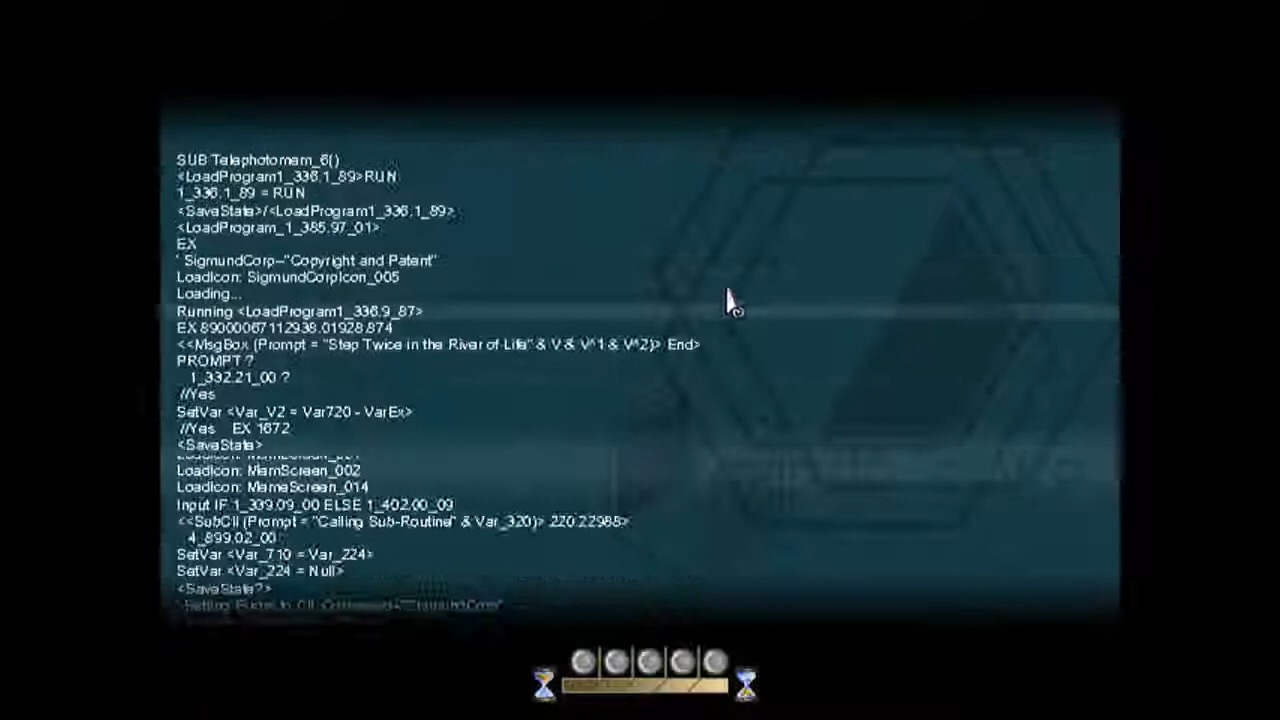 SUB Telephotomem_6()
<LoadProgram1_336.1_89>RUN
1_336.1_89 = RUN
<SaveState>/<LoadProgram1_336.1_89>
<LoadProgram_1_385.97_01>
EX
' SigmundCorp--"Copyright and Patent"
LoadIcon: SigmundCorpIcon_005
Loading...
Running <LoadProgram1_336.9_87>
EX 89000067112938.01928.874
<<MsgBox (Prompt = "Step Twice in the River of Life" & V & V^1 & V^2)> End>
PROMPT ?
1_332.21_00 ?
//Yes
SetVar <Var_V2 = Var720 - VarEx>
//Yes EX 1672
<SaveState>
LoadIcon: MemScreen_002
LoadIcon: MemeScreen_014
Input IF 1_339.09_00 ELSE 1_402.00_09
<<SubCll (Prompt = "Calling Sub-Routine" & Var_320)> 220.22988>
4_899.02_00
SetVar <Var_710 = Var_224>
SetVar <Var_224 = Null>
<SaveState?>